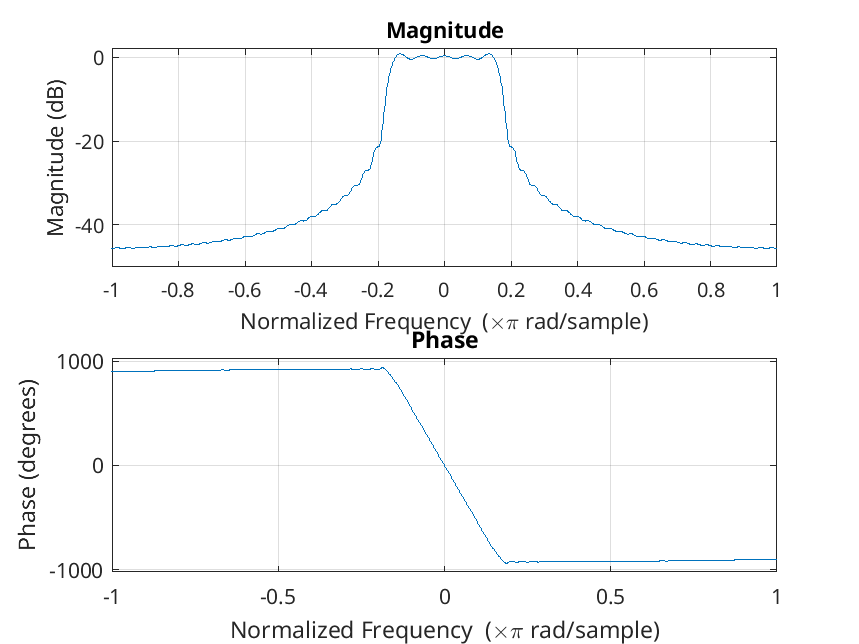 Magnitude
Magnitude (dB)
0
-20
-40
-1 -0.8 -0.6 -0.4 -0.2 0 0.2 0.4 0.6 0.8 1
Normalized Frequency (×π rad/sample)
Phase
Phase (degrees)
1000
0
-1000
-1 -0.5 0 0.5 1
Normalized Frequency (×π rad/sample)